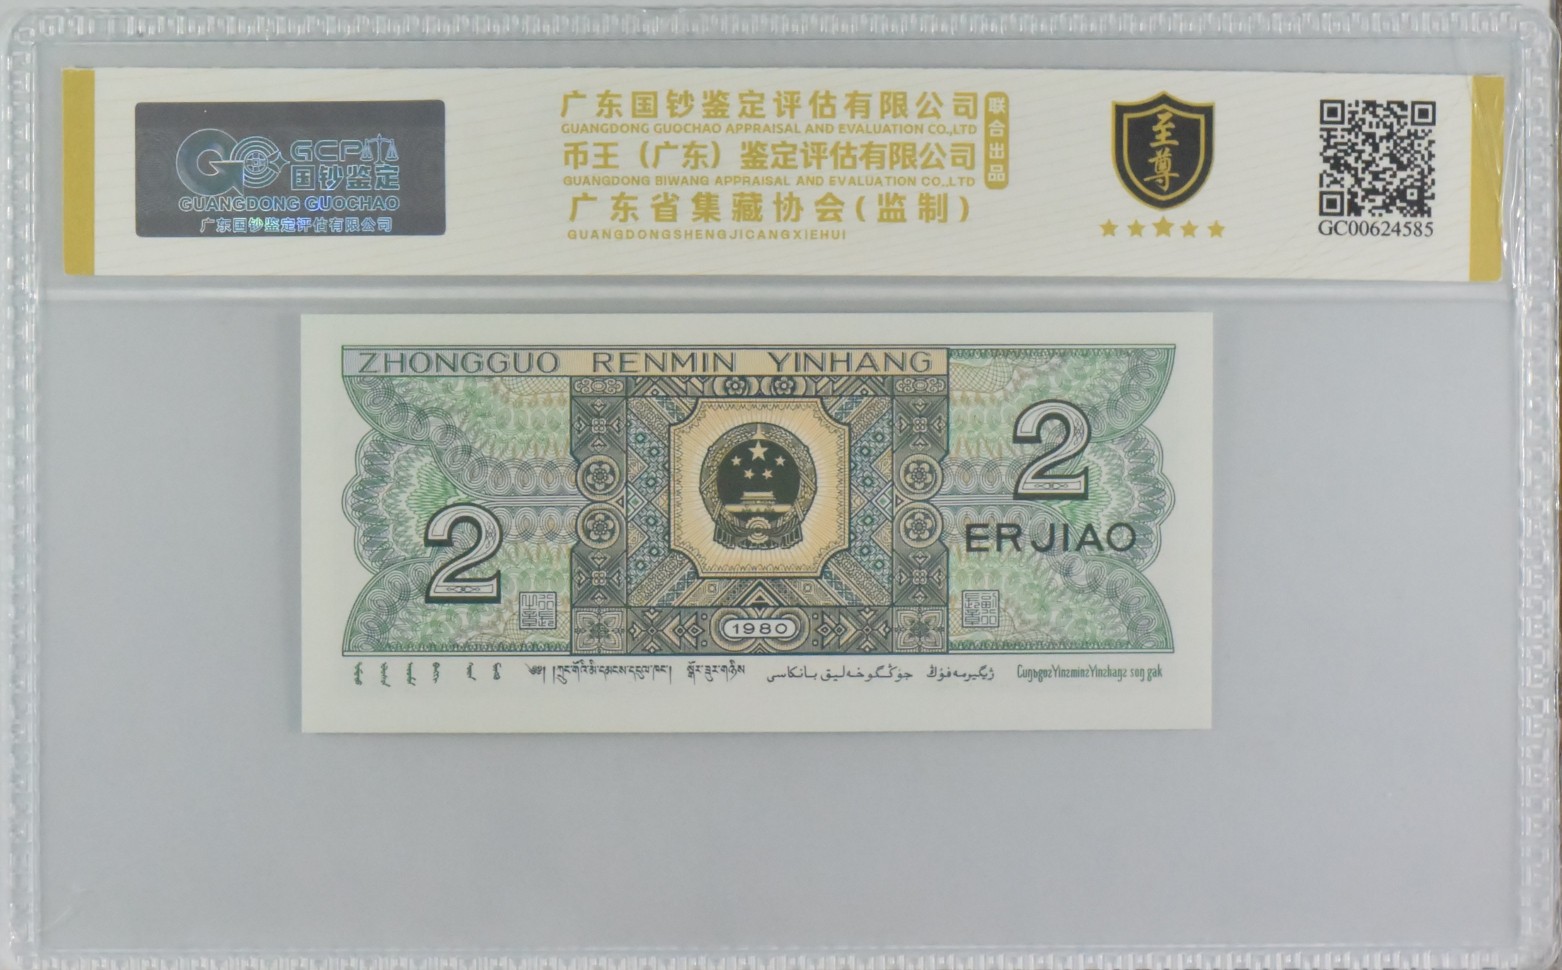 GCP
国钞鉴定
GUANGDONG GUOCHAO
广东国钞鉴定评估有限公司
广东国钞鉴定评估有限公司
GUANGDONG GUOCHAO APPRAISAL AND EVALUATION CO.,LTD
币王（广东）鉴定评估有限公司
GUANGDONG BIWANG APPRAISAL AND EVALUATION CO.,LTD
广东省集藏协会(监制)
GUANGDONGSHENGJICANGXIEHUI
联合出品
至尊
GC00624585
ZHONGGUO RENMIN YINHANG
2
ERJIAO
2
1980
CuŋƅgozYinzminzYinzhaŋz soŋ gak